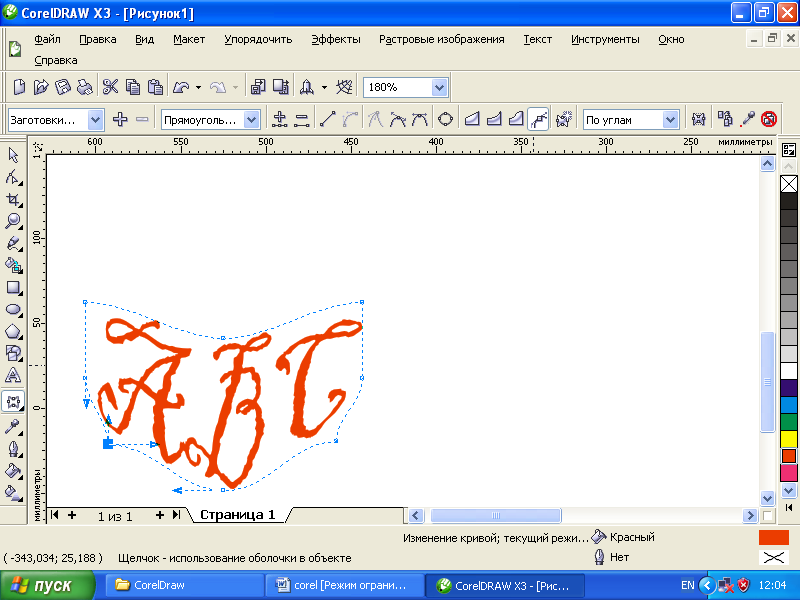 CorelDRAW X3 - [Рисунок1]
Файл Правка Вид Макет Упорядочить Эффекты Растровые изображения Текст Инструменты Окно
Справка
180%
Заготовки... Прямоуголь... По углам
600 550 500 450 400 350 300 250 миллиметры
100
50
0
миллиметры
АВС
1 из 1 Страница 1
Изменение кривой; текущий режи... Красный
( -343,034; 25,188 ) Щелчок - использование оболочки в объекте Нет
пуск CorelDraw corel [Режим ограни... CorelDRAW X3 - [Рис... EN 12:04